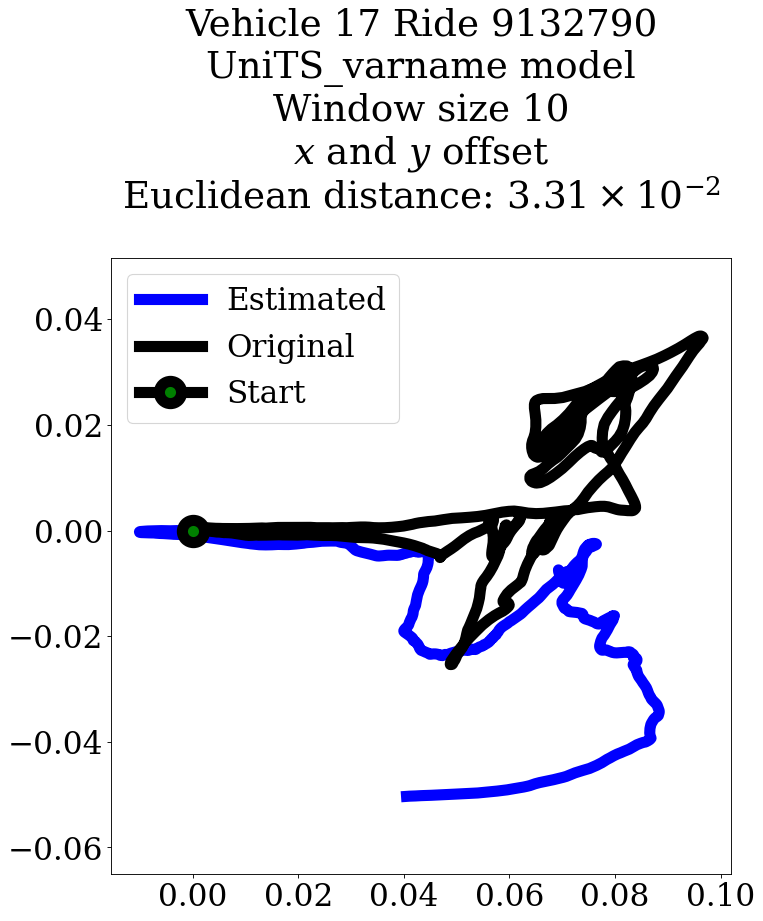 Vehicle 17 Ride 9132790
UniTS_varname model
Window size 10
x and y offset
Euclidean distance: 3.31 × 10⁻²
Estimated
Original
Start
0.04
0.02
0.00
−0.02
−0.04
−0.06
0.00 0.02 0.04 0.06 0.08 0.10